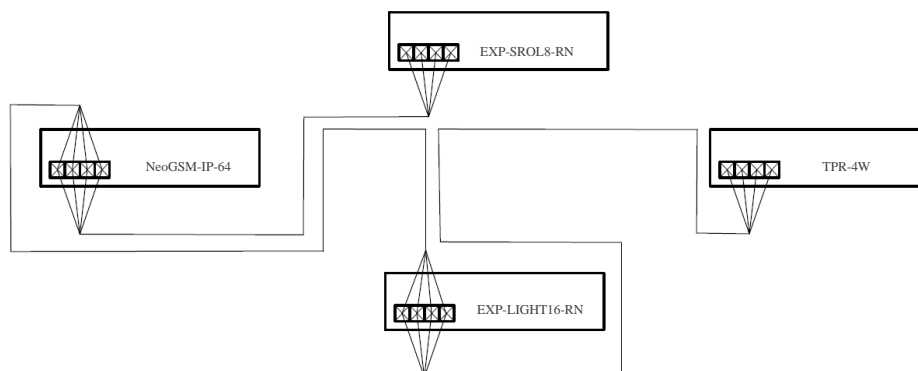 EXP-SROL8-RN
NeoGSM-IP-64
TPR-4W
EXP-LIGHT16-RN